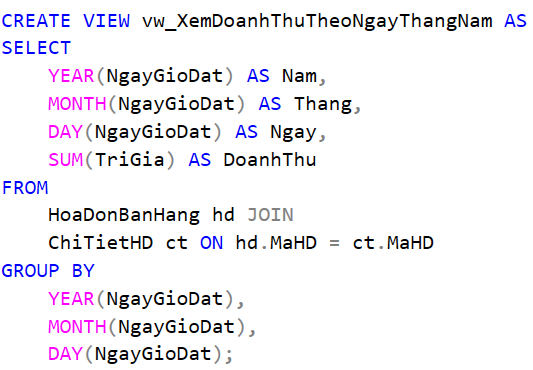 CREATE VIEW vw_XemDoanhThuTheoNgayThangNam AS
SELECT
    YEAR(NgayGioDat) AS Nam,
    MONTH(NgayGioDat) AS Thang,
    DAY(NgayGioDat) AS Ngay,
    SUM(TriGia) AS DoanhThu
FROM
    HoaDonBanHang hd JOIN
    ChiTietHD ct ON hd.MaHD = ct.MaHD
GROUP BY
    YEAR(NgayGioDat),
    MONTH(NgayGioDat),
    DAY(NgayGioDat);